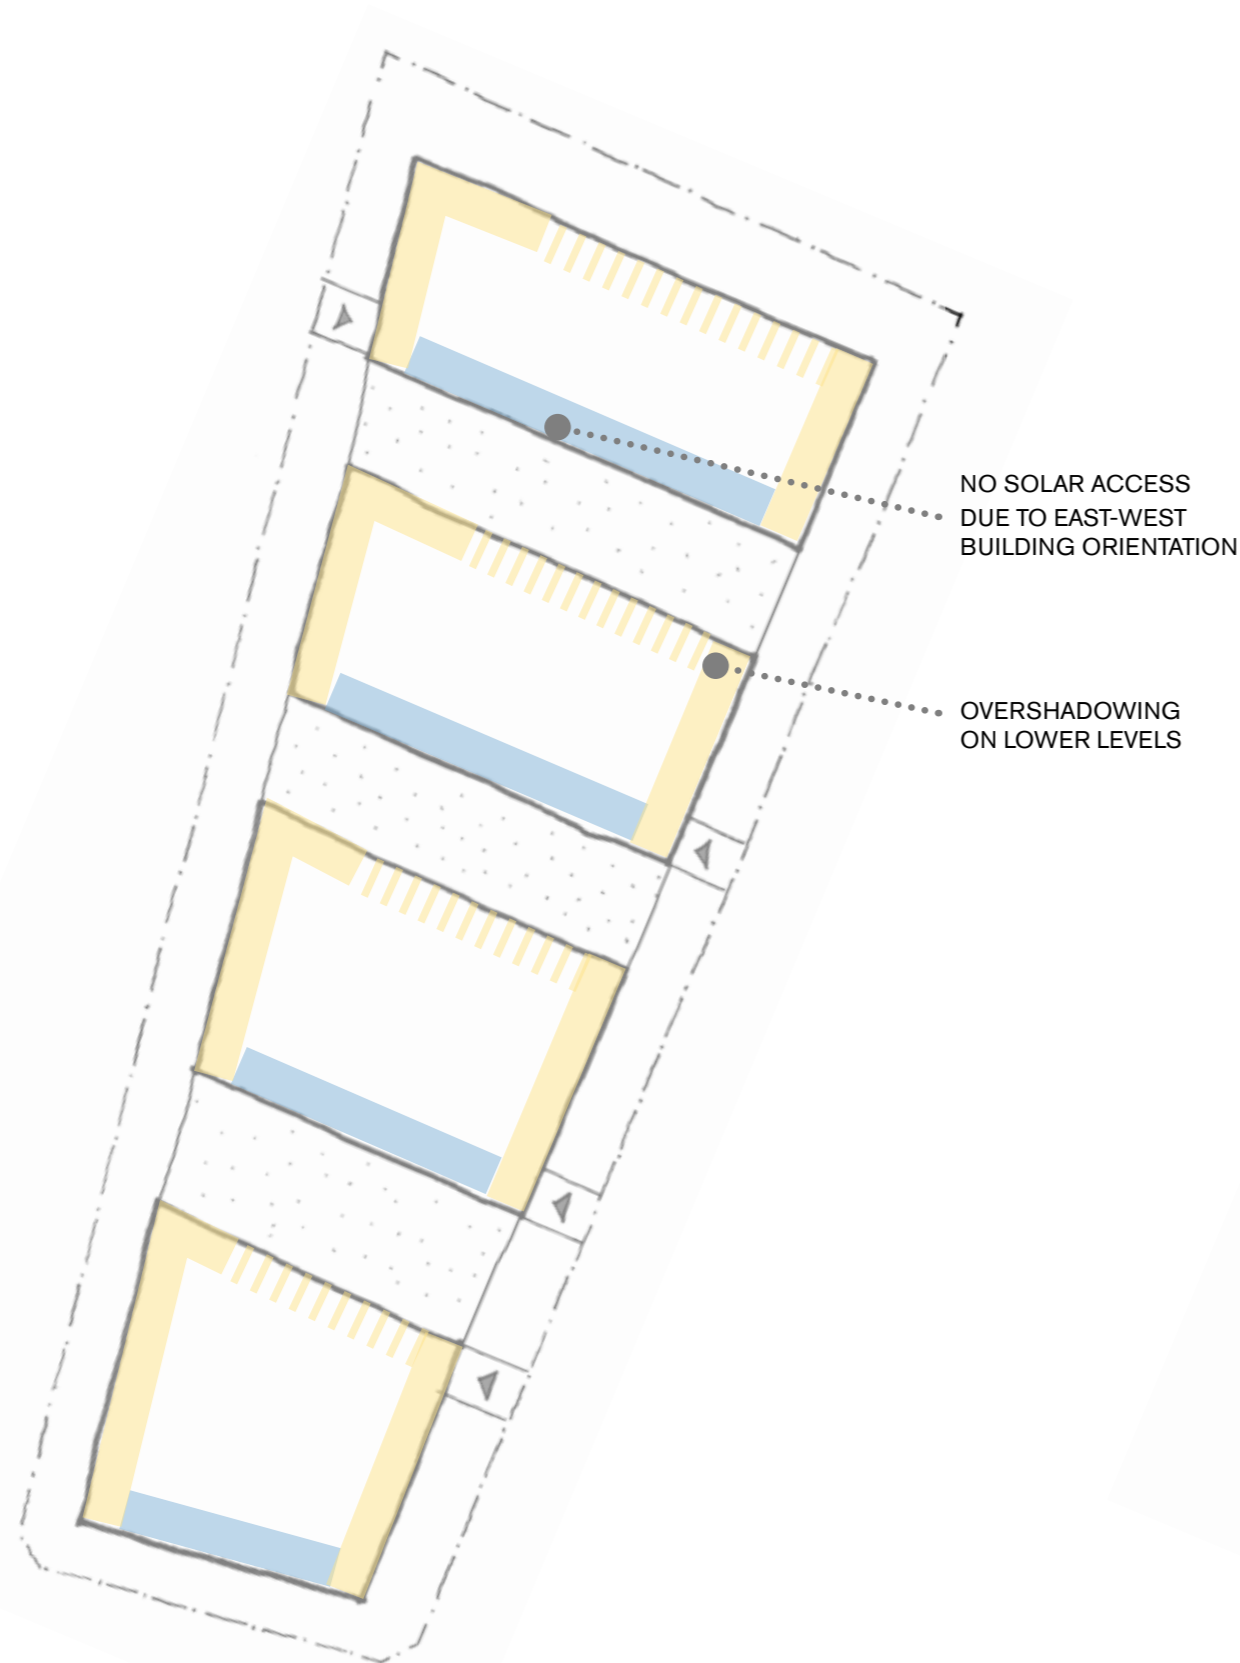 NO SOLAR ACCESS
DUE TO EAST-WEST
BUILDING ORIENTATION
OVERSHADOWING
ON LOWER LEVELS